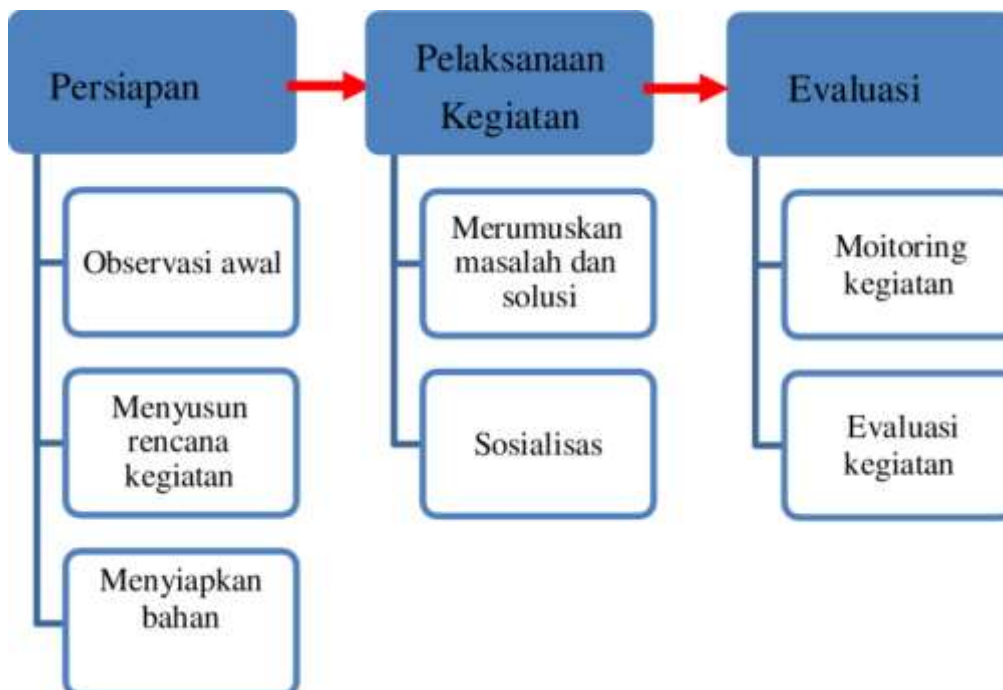 Persiapan
Observasi awal
Menyusun
rencana
kegiatan
Menyiapkan
bahan
Pelaksanaan
Kegiatan
Merumuskan
masalah dan
solusi
Sosialisas
Evaluasi
Moitoring
kegiatan
Evaluasi
kegiatan